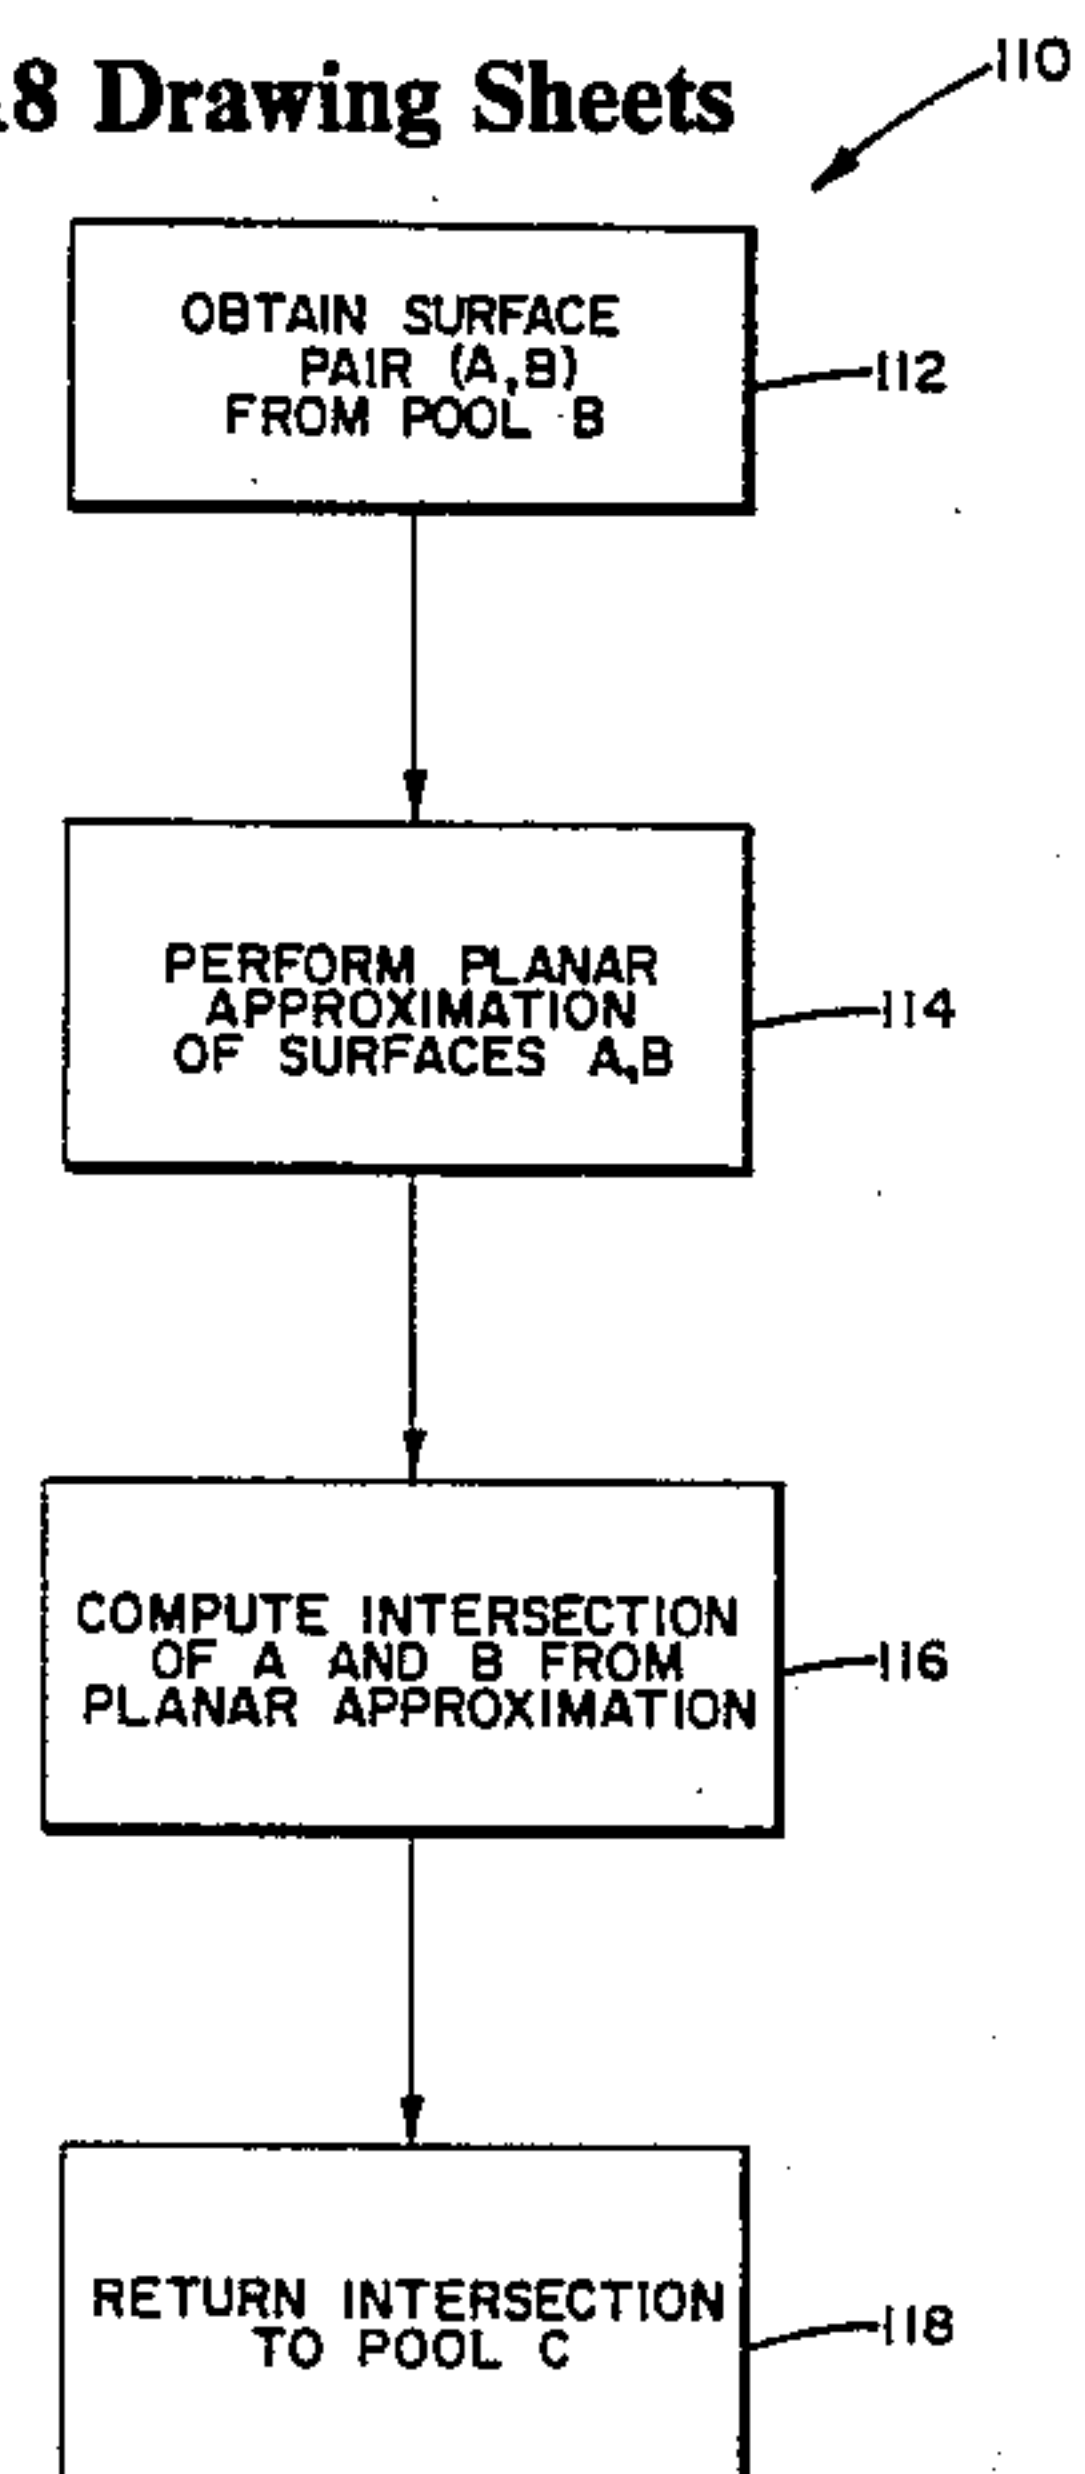 18 Drawing Sheets
110
OBTAIN SURFACE
PAIR (A,B)
FROM POOL B
112
PERFORM PLANAR
APPROXIMATION
OF SURFACES A,B
114
COMPUTE INTERSECTION
OF A AND B FROM
PLANAR APPROXIMATION
116
RETURN INTERSECTION
TO POOL C
118